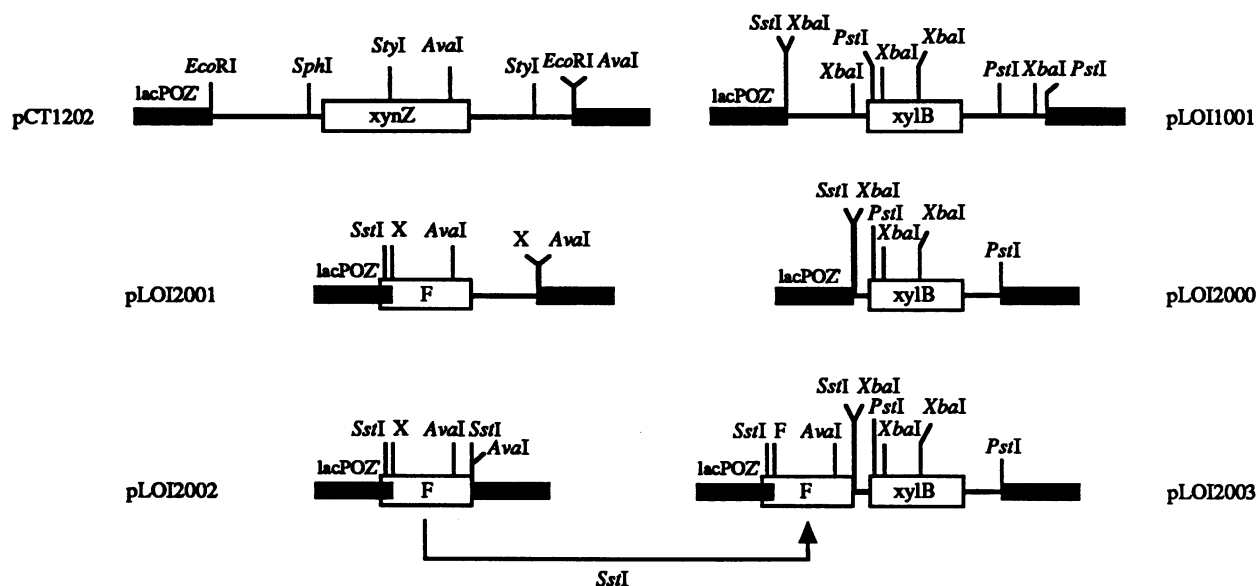 EcoRI SphI StyI AvaI StyI EcoRI AvaI
lacPOZ'
pCT1202
xynZ
SstI XbaI
PstI XbaI XbaI
XbaI PstI XbaI PstI
lacPOZ'
xylB
pLOI1001
SstI X AvaI X AvaI
lacPOZ'
pLOI2001
F
SstI XbaI
PstI XbaI
XbaI PstI
lacPOZ'
xylB
pLOI2000
SstI X AvaI SstI
AvaI
lacPOZ'
pLOI2002
F
SstI XbaI
PstI XbaI
SstI F AvaI XbaI PstI
lacPOZ'
F
xylB
pLOI2003
SstI